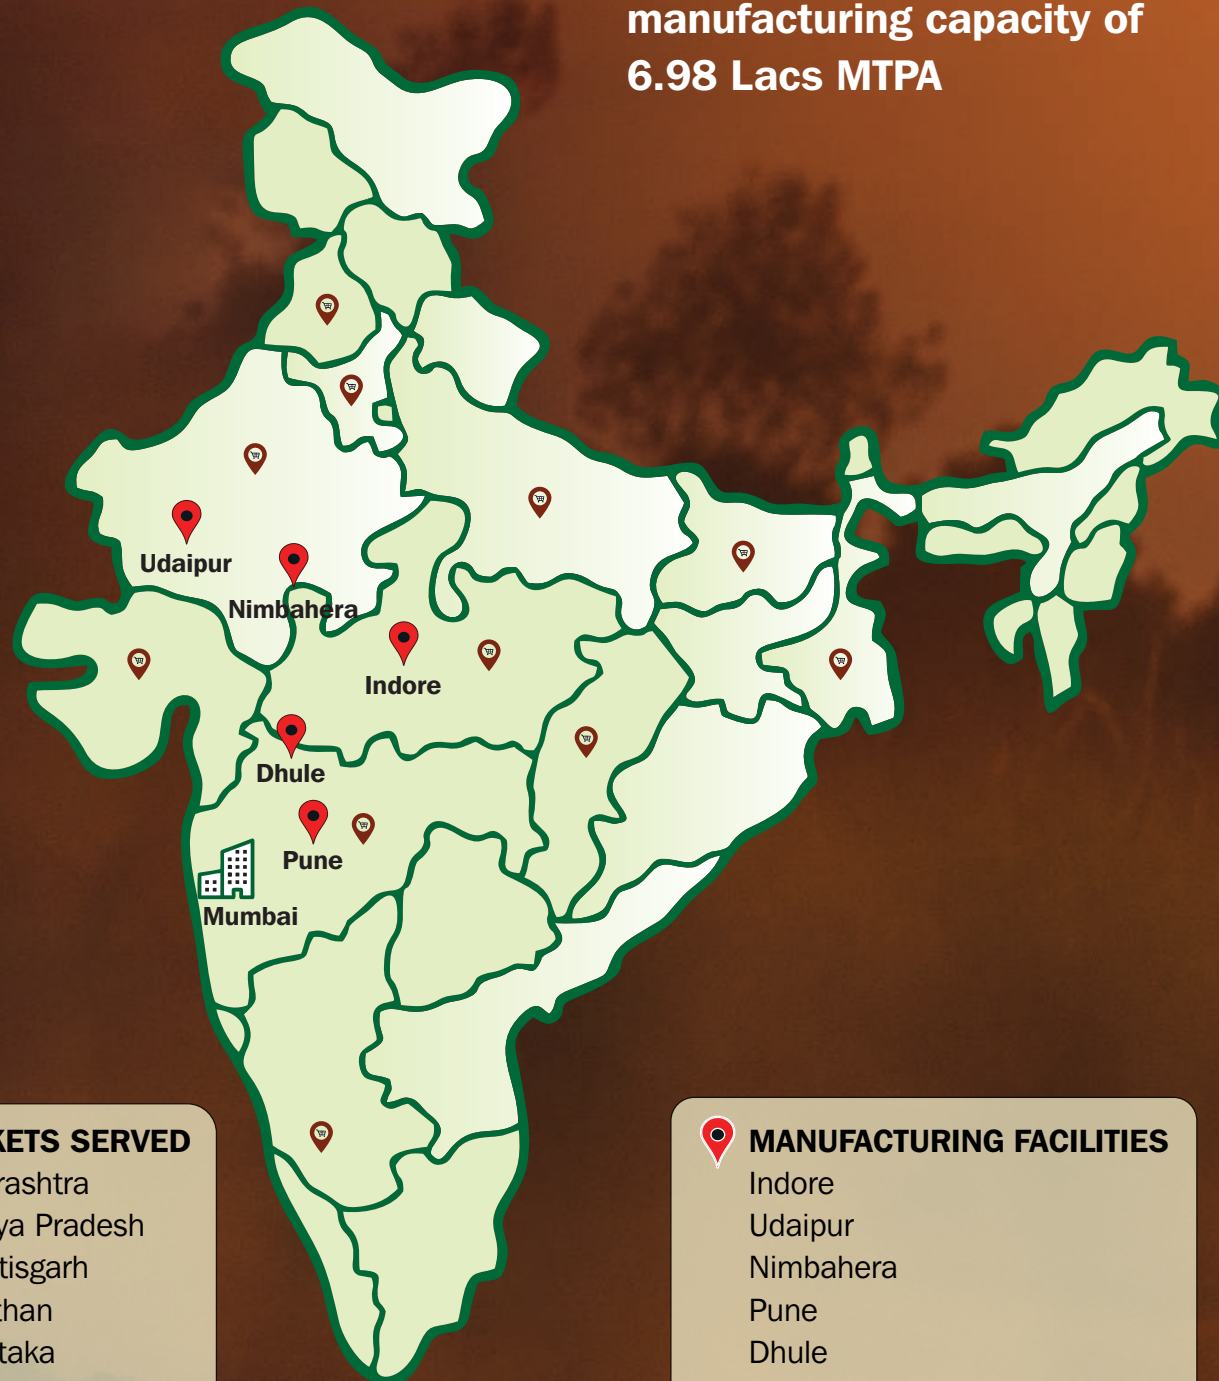 manufacturing capacity of
6.98 Lacs MTPA
Udaipur
Nimbahera
Indore
Dhule
Pune
Mumbai
KETS SERVED
rashtra
ya Pradesh
tisgarh
than
taka
MANUFACTURING FACILITIES
Indore
Udaipur
Nimbahera
Pune
Dhule